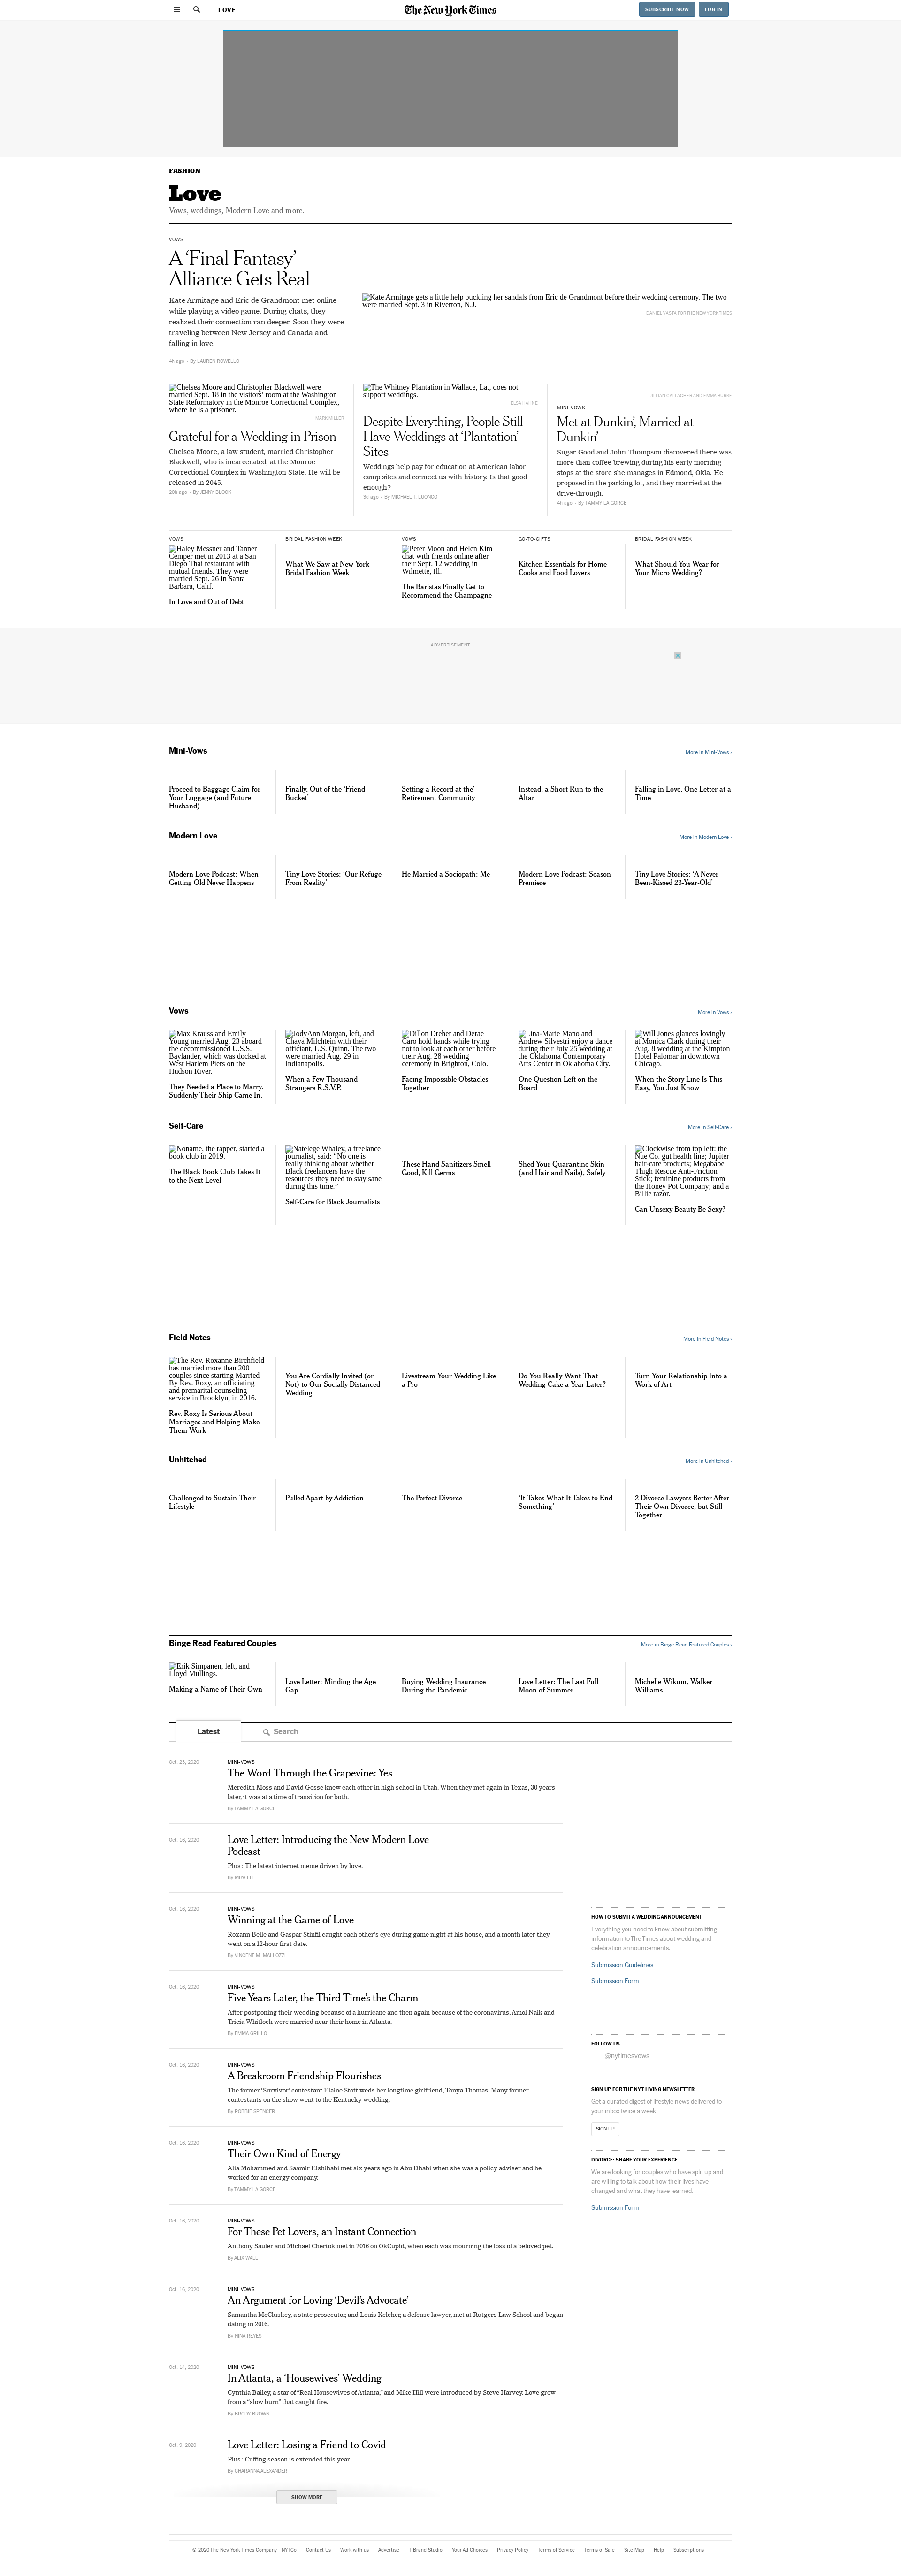 LOVE
The New York Times
SUBSCRIBE NOW
LOG IN
FASHION
Love
Vows, weddings, Modern Love and more.
VOWS
A ‘Final Fantasy’
Alliance Gets Real
Kate Armitage and Eric de Grandmont met online
while playing a video game. During chats, they
realized their connection ran deeper. Soon they were
traveling between New Jersey and Canada and
falling in love.
4h ago • By LAUREN ROWELLO
Kate Armitage gets a little help buckling her sandals from Eric de Grandmont before their wedding ceremony. The two
were married Sept. 3 in Riverton, N.J.
DANIEL VASTA FOR THE NEW YORK TIMES
Chelsea Moore and Christopher Blackwell were
married Sept. 18 in the visitors’ room at the Washington
State Reformatory in the Monroe Correctional Complex,
where he is a prisoner.
MARK MILLER
Grateful for a Wedding in Prison
Chelsea Moore, a law student, married Christopher
Blackwell, who is incarcerated, at the Monroe
Correctional Complex in Washington State. He will be
released in 2045.
20h ago • By JENNY BLOCK
The Whitney Plantation in Wallace, La., does not
support weddings.
Despite Everything, People Still
Have Weddings at ‘Plantation’
Sites
Weddings help pay for education at American labor
camp sites and connect us with history. Is that good
enough?
5d ago • By MICHAEL T. LUONGO
JILLIAN GALLAGHER AND EMMA BURKE
MINI-VOWS
Met at Dunkin’, Married at
Dunkin’
Sugar Good and John Thompson discovered there was
more than coffee brewing during his early morning
stops at the store she manages in Edmond, Okla. He
proposed in the parking lot, and they married at the
drive-through.
4h ago • By TAMMY LA GORCE
VOWS
Haley Messner and Tanner
Cemper met in 2013 at a San
Diego Thai restaurant with
mutual friends. They were
married Sept. 26 in Santa
Barbara, Calif.
In Love and Out of Debt
BRIDAL FASHION WEEK
What We Saw at New York
Bridal Fashion Week
VOWS
Peter Moon and Helen Kim
chat with friends online after
their Sept. 12 wedding in
Wilmette, Ill.
The Baristas Finally Get to
Recommend the Champagne
GO-TO-GIFTS
Kitchen Essentials for Home
Cooks and Food Lovers
BRIDAL FASHION WEEK
What Should You Wear for
Your Micro Wedding?
ADVERTISEMENT
Mini-Vows
More in Mini-Vows ›
Proceed to Baggage Claim for
Your Luggage (and Future
Husband)
Finally, Out of the ‘Friend
Bucket’
Setting a Record at the’
Retirement Community
Instead, a Short Run to the
Altar
Falling in Love, One Letter at a
Time
Modern Love
More in Modern Love ›
Modern Love Podcast: When
Getting Old Never Happens
Tiny Love Stories: ‘Our Refuge
From Reality’
He Married a Sociopath: Me
Modern Love Podcast: Season
Premiere
Tiny Love Stories: ‘A Never-
Been-Kissed 23-Year-Old’
Vows
More in Vows ›
Max Krauss and Emily
Young married Aug. 23 aboard
the decommissioned U.S.S.
Baylander, which was docked at
West Harlem Piers on the
Hudson River.
They Needed a Place to Marry.
Suddenly Their Ship Came In.
JodyAnn Morgan, left, and
Chaya Milchtein with their
officiant, L.S. Quinn. The two
were married Aug. 29 in
Indianapolis.
When a Few Thousand
Strangers R.S.V.P.
Dillon Dreher and Derae
Caro hold hands while trying
not to look at each other before
their Aug. 28 wedding
ceremony in Brighton, Colo.
Facing Impossible Obstacles
Together
Lina-Marie Mano and
Andrew Silvestri enjoy a dance
during their July 25 wedding at
the Oklahoma Contemporary
Arts Center in Oklahoma City.
One Question Left on the
Board
Will Jones glances lovingly
at Monica Clark during their
Aug. 8 wedding at the Kimpton
Hotel Palomar in downtown
Chicago.
When the Story Line Is This
Easy, You Just Know
Self-Care
More in Self-Care ›
Noname, the rapper, started a
book club in 2019.
The Black Book Club Takes It
to the Next Level
Natelegé Whaley, a freelance
journalist, said: “No one is
really thinking about whether
Black freelancers have the
resources they need to stay sane
during this time.”
Self-Care for Black Journalists
These Hand Sanitizers Smell
Good, Kill Germs
Shed Your Quarantine Skin
(and Hair and Nails), Safely
Clockwise from top left: the
Nue Co. gut health line; Jupiter
hair-care products; Megababe
Thigh Rescue Anti-Friction
Stick; feminine products from
the Honey Pot Company; and a
Billie razor.
Can Unsexy Beauty Be Sexy?
Field Notes
More in Field Notes ›
The Rev. Roxanne Birchfield
has married more than 200
couples since starting Married
By Rev. Roxy, an officiating
and premarital counseling
service in Brooklyn, in 2016.
Rev. Roxy Is Serious About
Marriages and Helping Make
Them Work
You Are Cordially Invited (or
Not) to Our Socially Distanced
Wedding
Livestream Your Wedding Like
a Pro
Do You Really Want That
Wedding Cake a Year Later?
Turn Your Relationship Into a
Work of Art
Unhitched
More in Unhitched ›
Challenged to Sustain Their
Lifestyle
Pulled Apart by Addiction
The Perfect Divorce
‘It Takes What It Takes to End
Something’
2 Divorce Lawyers Better After
Their Own Divorce, but Still
Together
Binge Read Featured Couples
More in Binge Read Featured Couples ›
Erik Simpanen, left, and
Lloyd Mullings.
Making a Name of Their Own
Love Letter: Minding the Age
Gap
Buying Wedding Insurance
During the Pandemic
Love Letter: The Last Full
Moon of Summer
Michelle Wikum, Walker
Williams
Latest
Search
Oct. 23, 2020
MINI-VOWS
The Word Through the Grapevine: Yes
Meredith Moss and David Gosse knew each other in high school in Utah. When they met again in Texas, 30 years
later, it was at a time of transition for both.
By TAMMY LA GORCE
Oct. 16, 2020
Love Letter: Introducing the New Modern Love
Podcast
Plus: The latest internet meme driven by love.
By MIYA LEE
Oct. 16, 2020
MINI-VOWS
Winning at the Game of Love
Roxann Belle and Gaspar Stinfil caught each other’s eye during game night at his house, and a month later they
went on a 12-hour first date.
By VINCENT M. MALLOZZI
Oct. 16, 2020
MINI-VOWS
Five Years Later, the Third Time’s the Charm
After postponing their wedding because of a hurricane and then again because of the coronavirus, Amol Naik and
Tricia Whitlock were married near their home in Atlanta.
By EMMA GRILLO
Oct. 16, 2020
MINI-VOWS
A Breakroom Friendship Flourishes
The former ‘Survivor’ contestant Elaine Stott weds her longtime girlfriend, Tonya Thomas. Many former
contestants on the show went to the Kentucky wedding.
By ROBBIE SPENCER
Oct. 16, 2020
MINI-VOWS
Their Own Kind of Energy
Alia Mohammed and Saamir Elshihabi met six years ago in Abu Dhabi when she was a policy adviser and he
worked for an energy company.
By TAMMY LA GORCE
Oct. 16, 2020
MINI-VOWS
For These Pet Lovers, an Instant Connection
Anthony Sauler and Michael Chertok met in 2016 on OkCupid, when each was mourning the loss of a beloved pet.
By ALIX WALL
Oct. 16, 2020
MINI-VOWS
An Argument for Loving ‘Devil’s Advocate’
Samantha McCluskey, a state prosecutor, and Louis Keleher, a defense lawyer, met at Rutgers Law School and began
dating in 2016.
By NINA REYES
Oct. 14, 2020
MINI-VOWS
In Atlanta, a ‘Housewives’ Wedding
Cynthia Bailey, a star of “Real Housewives of Atlanta,” and Mike Hill were introduced by Steve Harvey. Love grew
from a “slow burn” that caught fire.
By BRODY BROWN
Oct. 9, 2020
Love Letter: Losing a Friend to Covid
Plus: Cuffing season is extended this year.
By CHARANNA ALEXANDER
SHOW MORE
HOW TO SUBMIT A WEDDING ANNOUNCEMENT
Everything you need to know about submitting
information to The Times about wedding and
celebration announcements.
Submission Guidelines
Submission Form
FOLLOW US
@nytimesvows
SIGN UP FOR THE NYT LIVING NEWSLETTER
Get a curated digest of lifestyle news delivered to
your inbox twice a week.
SIGN UP
DIVORCE: SHARE YOUR EXPERIENCE
We are looking for couples who have split up and
are willing to talk about how their lives have
changed and what they have learned.
Submission Form
© 2020 The New York Times Company NYTCo Contact Us Work with us Advertise T Brand Studio Your Ad Choices Privacy Policy Terms of Service Terms of Sale Site Map Help Subscriptions